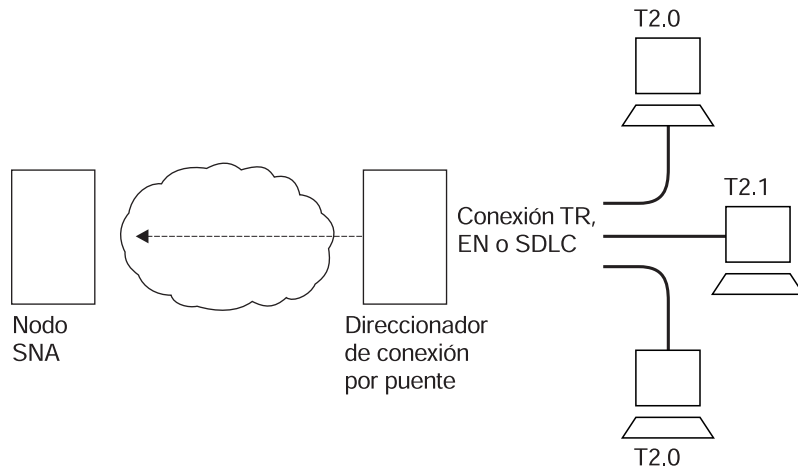 T2.0
T2.1
Conexión TR,
EN o SDLC
Nodo
SNA
Direccionador
de conexión
por puente
T2.0